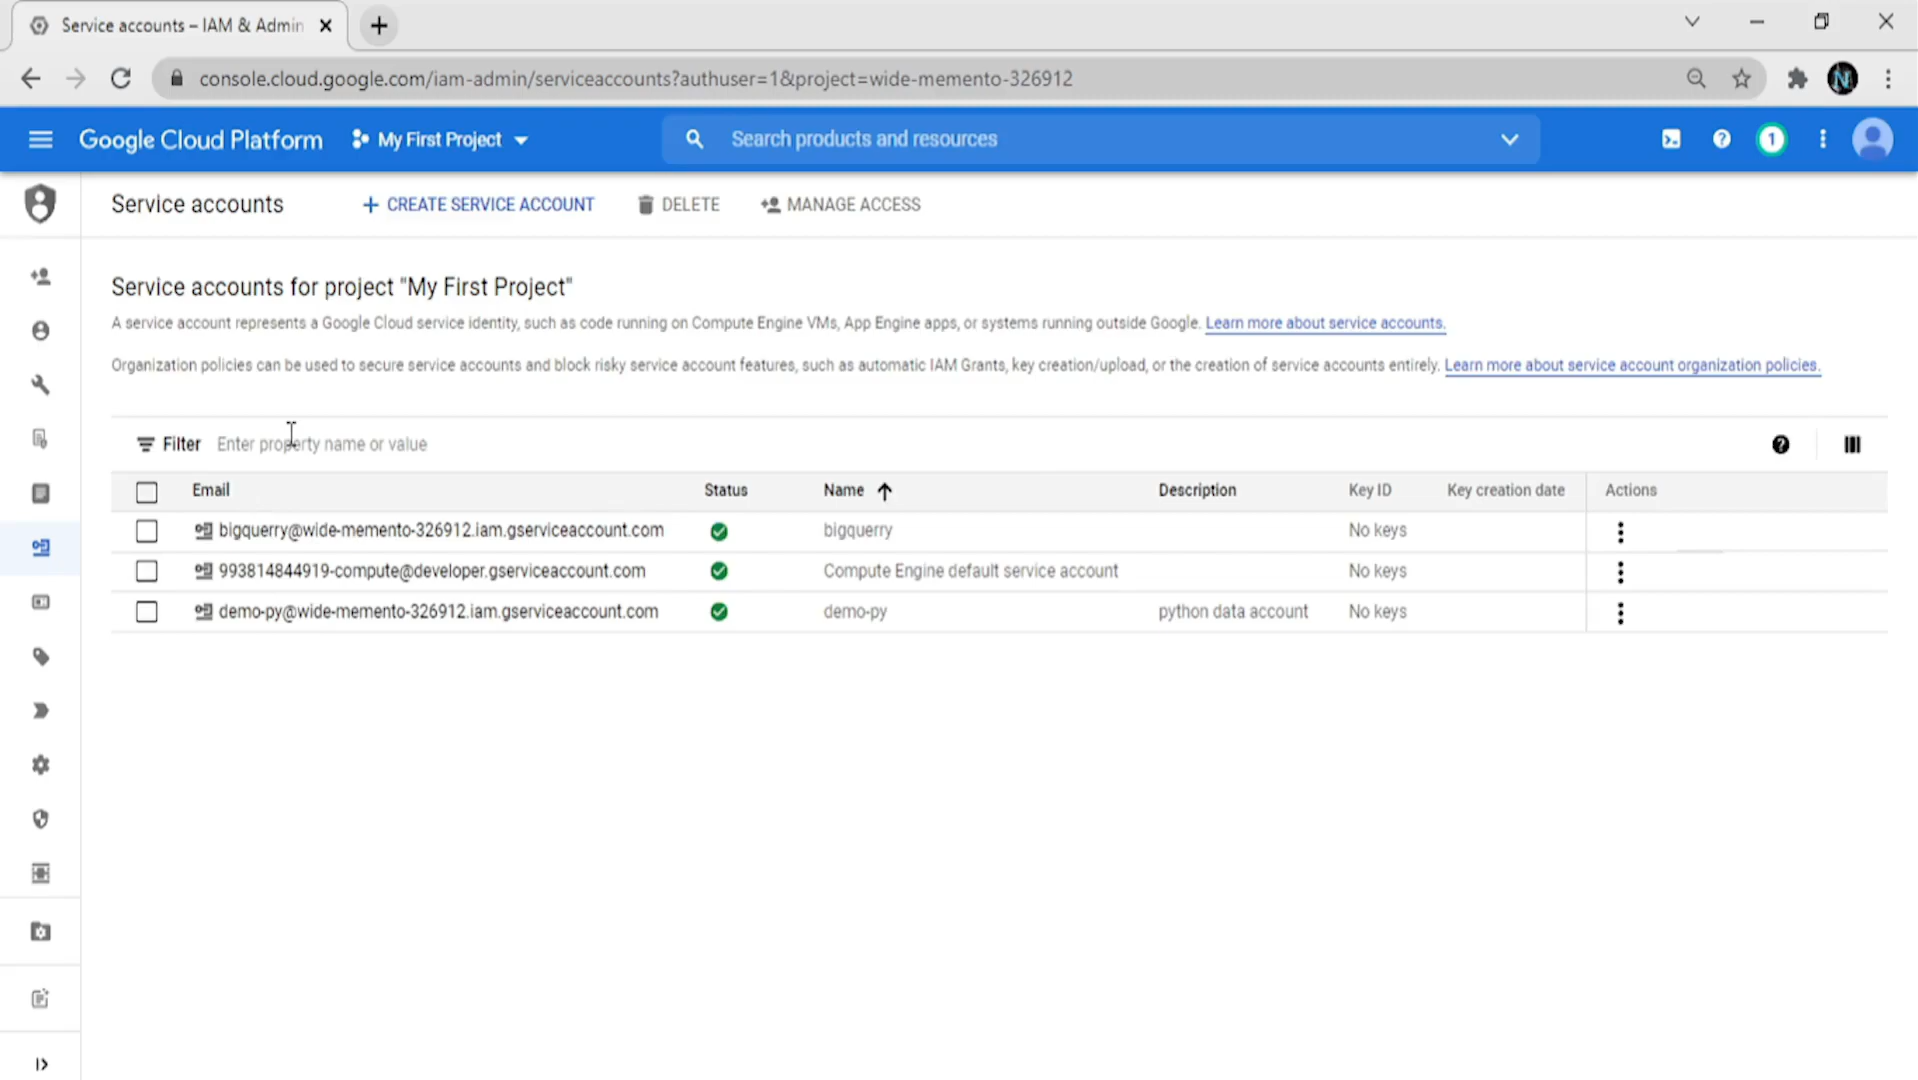 Service accounts – IAM & Admin
console.cloud.google.com/iam-admin/serviceaccounts?authuser=1&project=wide-memento-326912
N
Google Cloud Platform My First Project Search products and resources 1
Service accounts CREATE SERVICE ACCOUNT DELETE MANAGE ACCESS
Service accounts for project "My First Project"
A service account represents a Google Cloud service identity, such as code running on Compute Engine VMs, App Engine apps, or systems running outside Google. Learn more about service accounts.
Organization policies can be used to secure service accounts and block risky service account features, such as automatic IAM Grants, key creation/upload, or the creation of service accounts entirely. Learn more about service account organization policies.
Filter Enter property name or value
Email Status Name Description Key ID Key creation date Actions
bigquerry@wide-memento-326912.iam.gserviceaccount.com bigquerry No keys
993814844919-compute@developer.gserviceaccount.com Compute Engine default service account No keys
demo-py@wide-memento-326912.iam.gserviceaccount.com demo-py python data account No keys